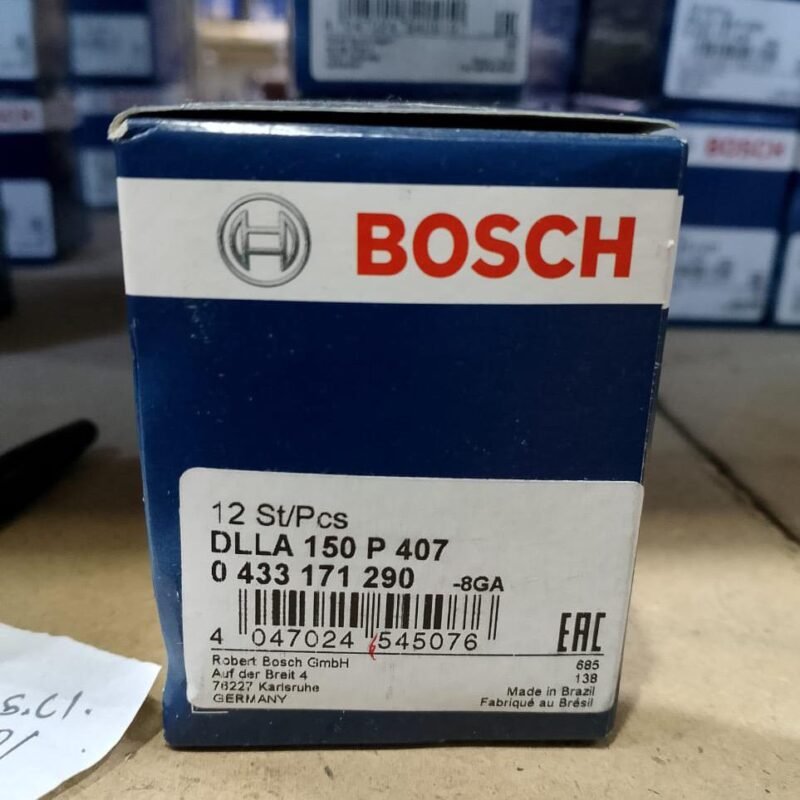 BOSCH
BOSCH
12 St/Pcs
DLLA 150 P 407
0 433 171 290 -8GA
4 047024 545076
EAC
Robert Bosch GmbH
Auf der Breit 4
76227 Karlsruhe
GERMANY
685
138
Made in Brazil
Fabriqué au Brésil